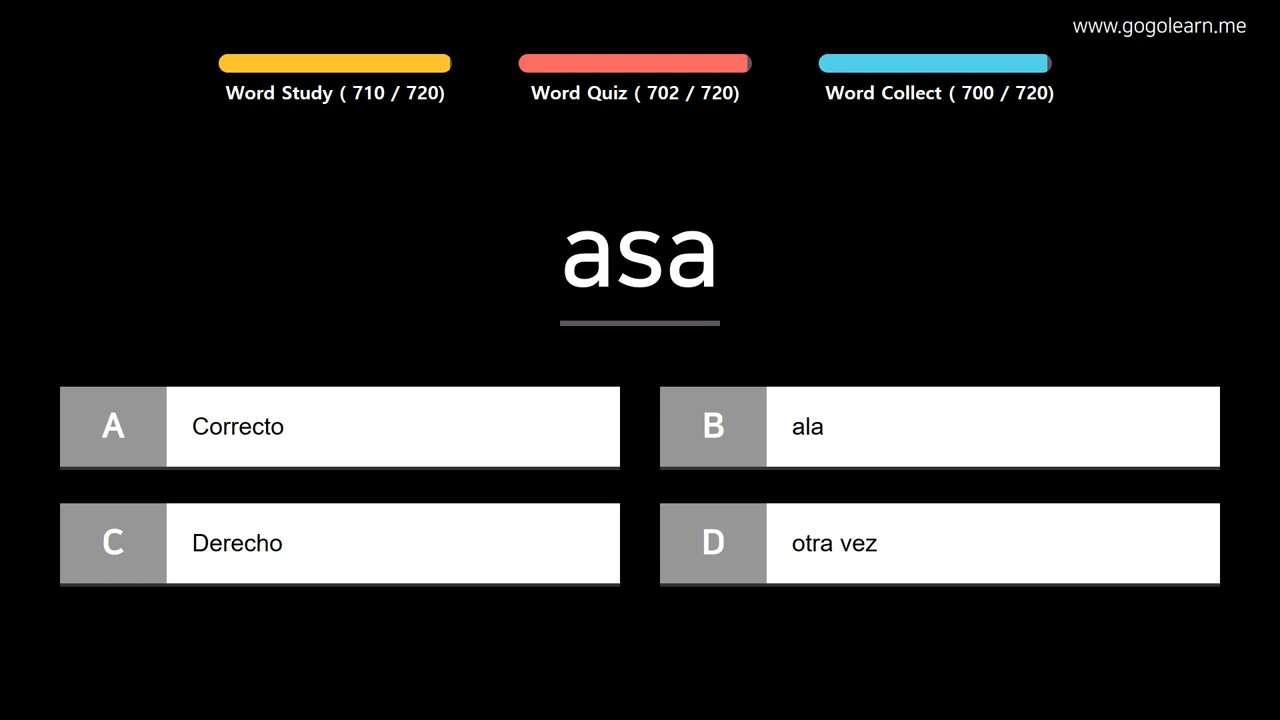 www.gogolearn.me
Word Study ( 710 / 720)
Word Quiz ( 702 / 720)
Word Collect ( 700 / 720)
asa
A
Correcto
B
ala
C
Derecho
D
otra vez